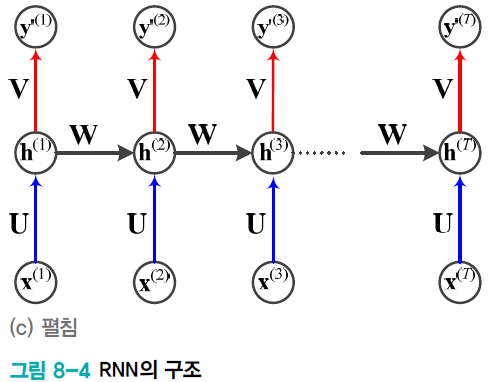 y'(1) y'(2) y'(3) y'(T)
V V V V
W W W
h(1) h(2) h(3) h(T)
U U U U
x(1) x(2) x(3) x(T)
(c) 펼침
그림 8-4 RNN의 구조